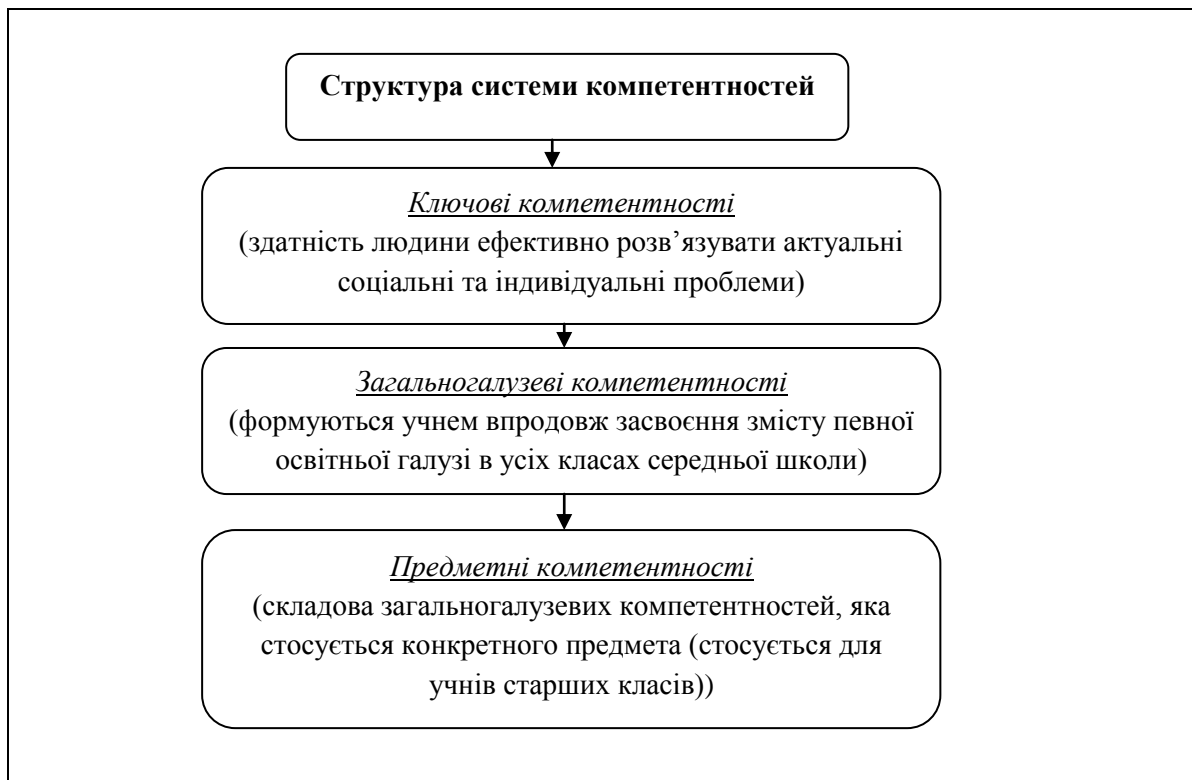 Структура системи компетентностей
Ключові компетентності
(здатність людини ефективно розв’язувати актуальні
соціальні та індивідуальні проблеми)
Загальногалузеві компетентності
(формуються учнем впродовж засвоєння змісту певної
освітньої галузі в усіх класах середньої школи)
Предметні компетентності
(складова загальногалузевих компетентностей, яка
стосується конкретного предмета (стосується для
учнів старших класів))